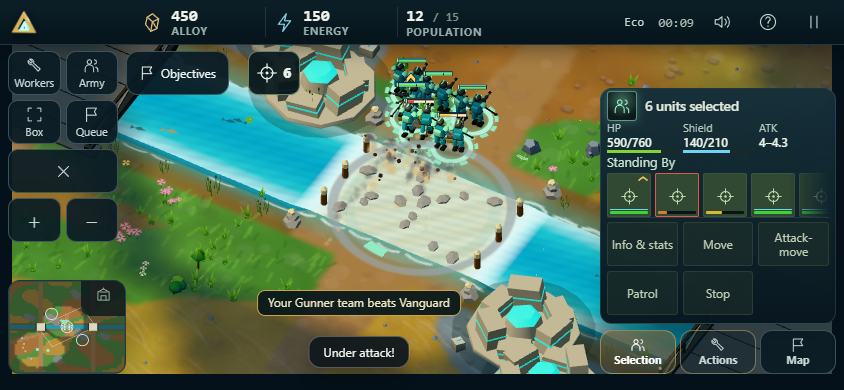 450
ALLOY
150
ENERGY
12 / 15
POPULATION
Eco 00:09
Workers
Army
Objectives
6
Box
Queue
6 units selected
HP
590/760
Shield
140/210
ATK
4–4.3
Standing By
Info & stats
Move
Attack-
move
Patrol
Stop
Your Gunner team beats Vanguard
Under attack!
Selection
Actions
Map